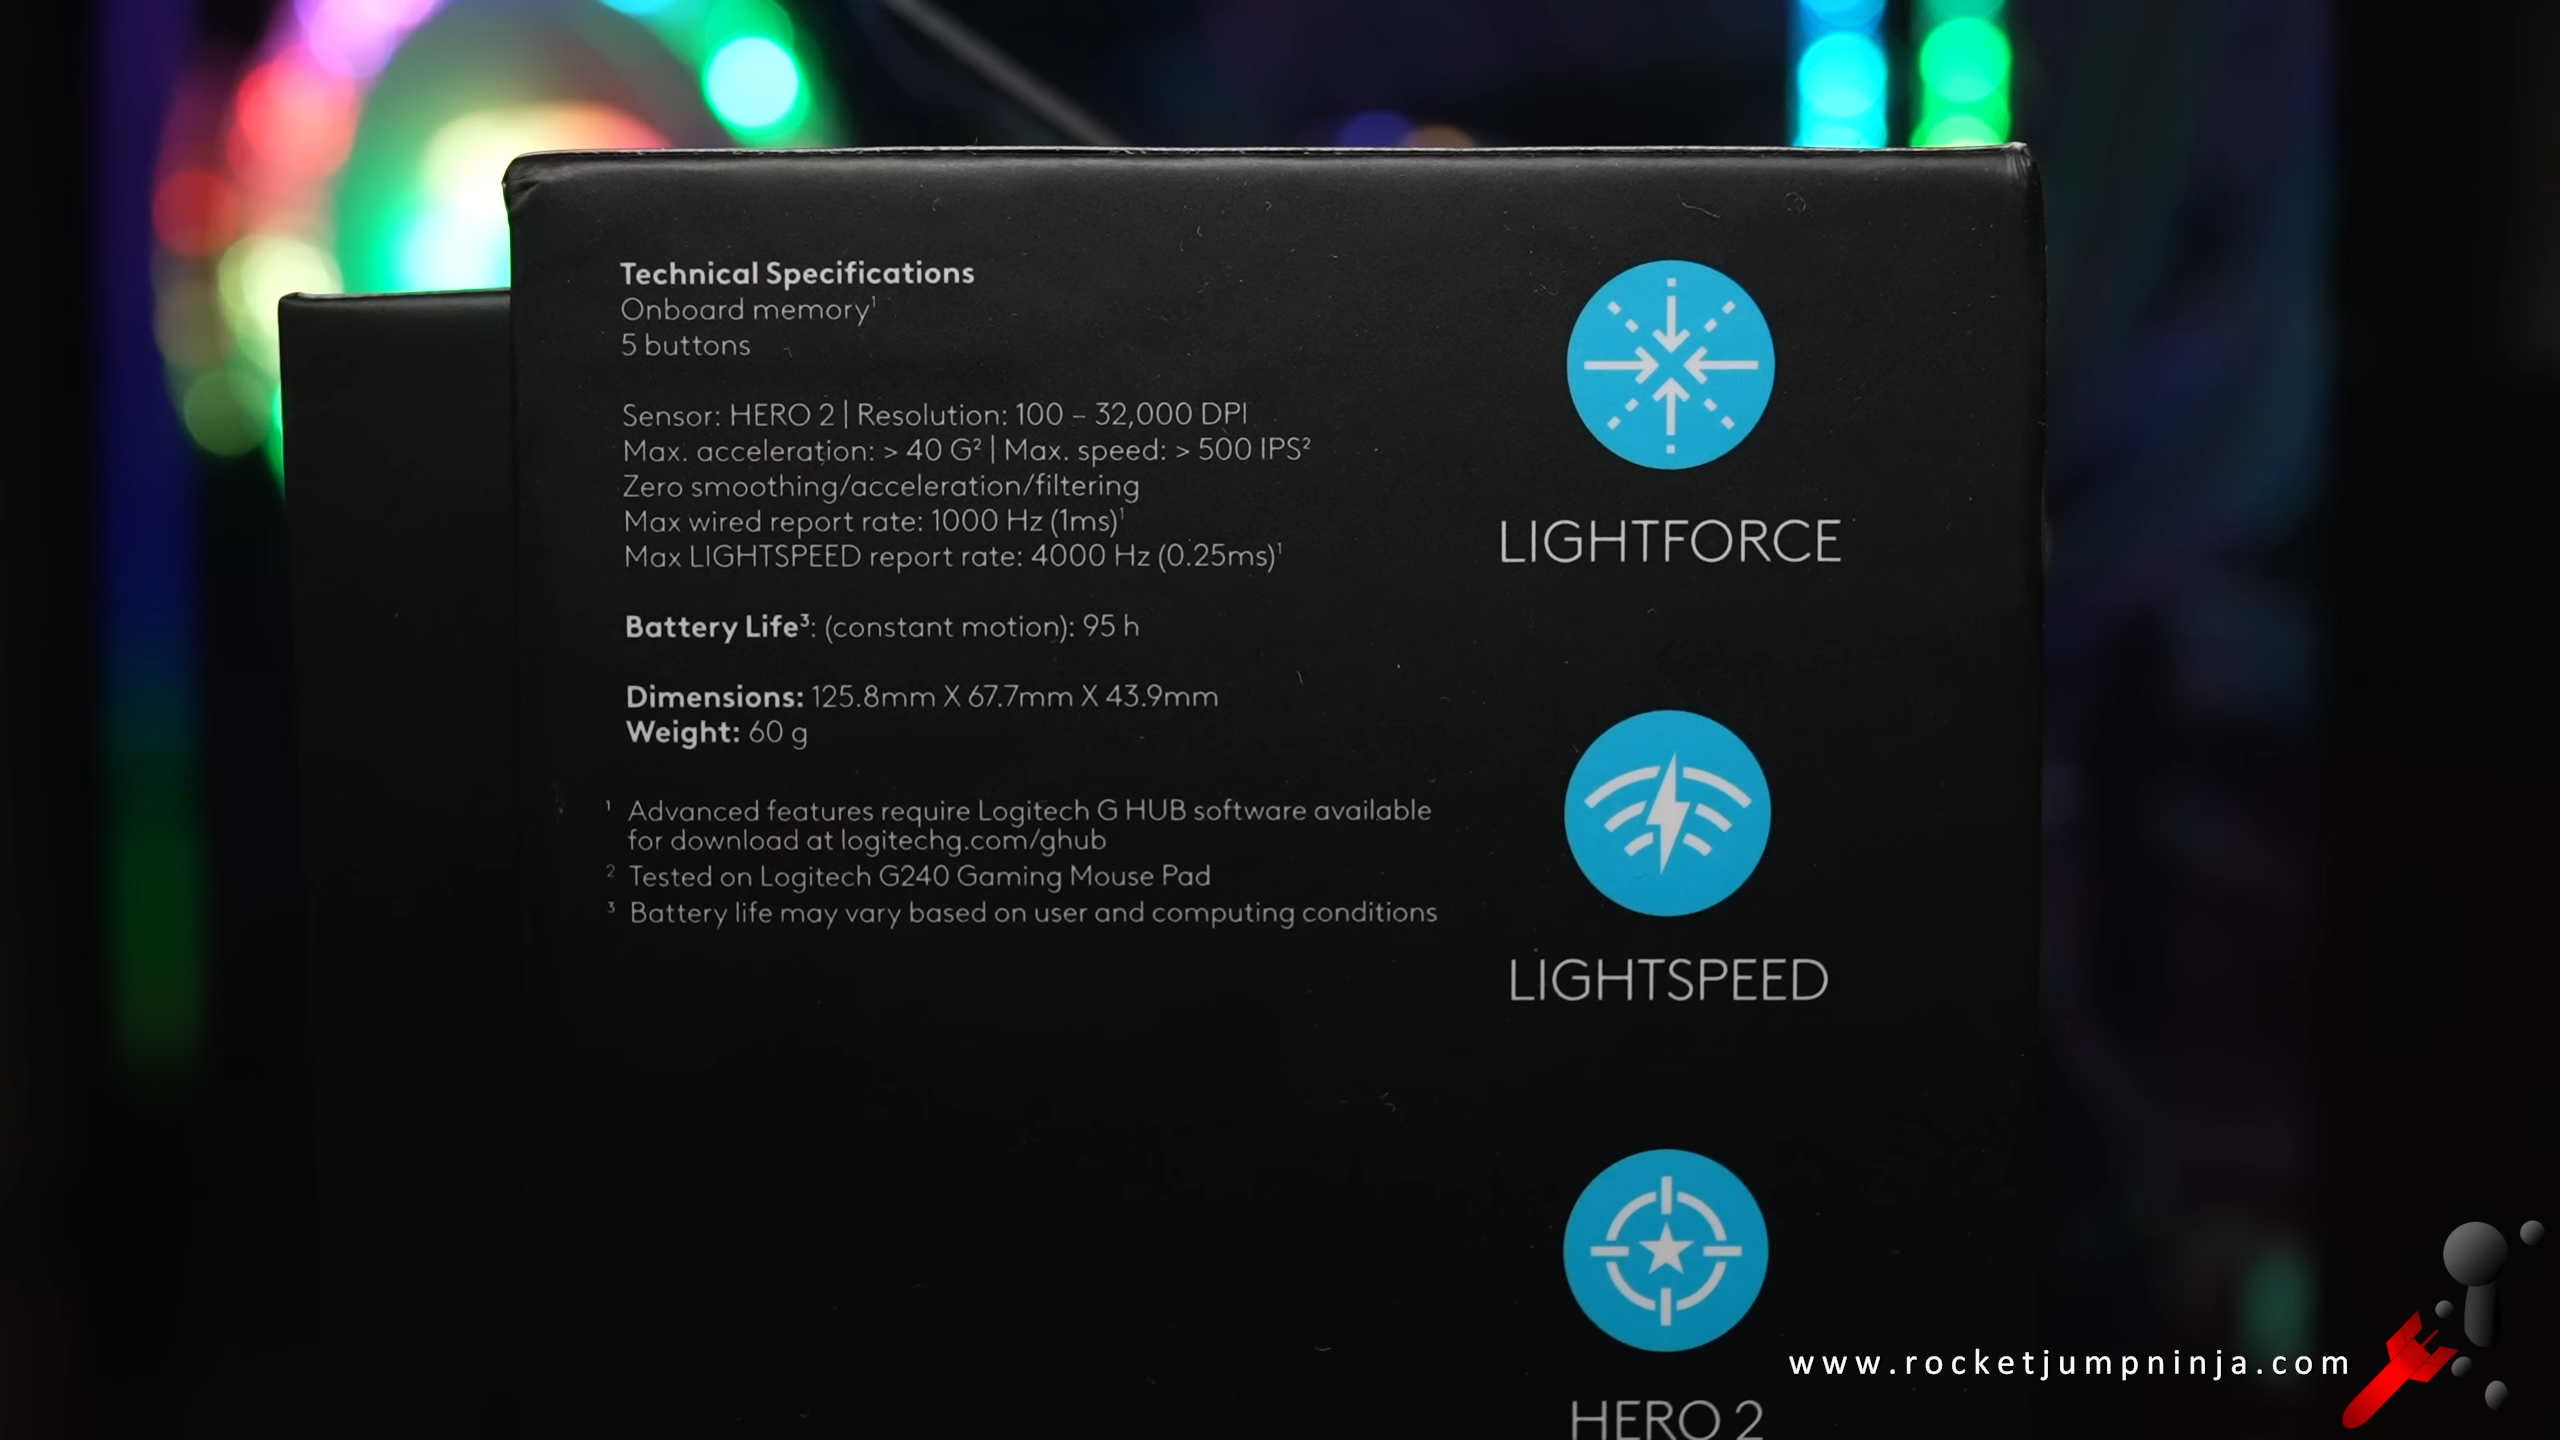 Technical Specifications
Onboard memory¹
5 buttons
Sensor: HERO 2 | Resolution: 100 – 32,000 DPI
Max. acceleration: > 40 G² | Max. speed: > 500 IPS²
Zero smoothing/acceleration/filtering
Max wired report rate: 1000 Hz (1ms)¹
Max LIGHTSPEED report rate: 4000 Hz (0.25ms)¹
Battery Life³: (constant motion): 95 h
Dimensions: 125.8mm X 67.7mm X 43.9mm
Weight: 60 g
¹ Advanced features require Logitech G HUB software available
for download at logitechg.com/ghub
² Tested on Logitech G240 Gaming Mouse Pad
³ Battery life may vary based on user and computing conditions
LIGHTFORCE
LIGHTSPEED
HERO 2
www.rocketjumpninja.com